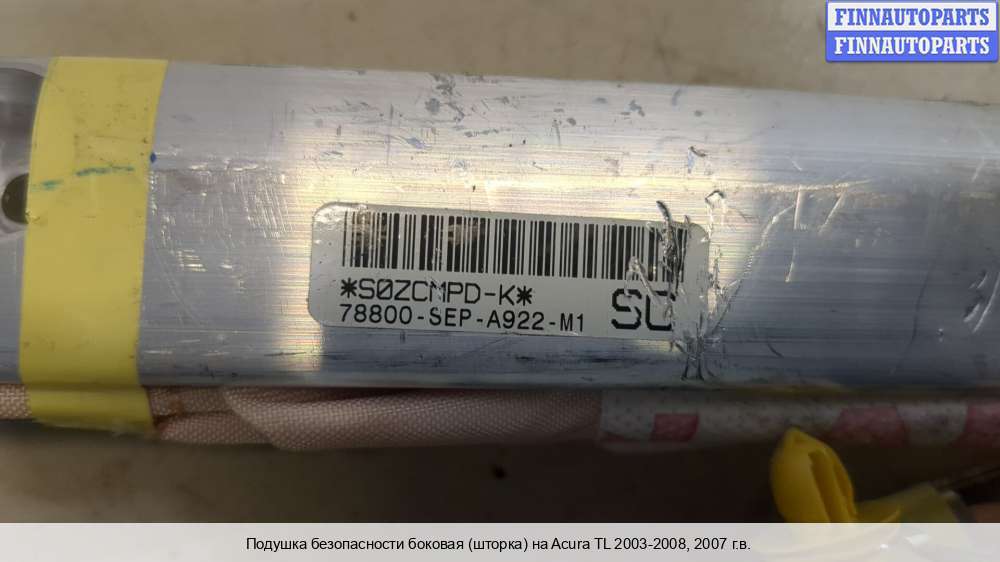 FINNAUTOPARTS
FINNAUTOPARTS
*S0ZCMPD-K*
78800-SEP-A922-M1
Подушка безопасности боковая (шторка) на Acura TL 2003-2008, 2007 г.в.